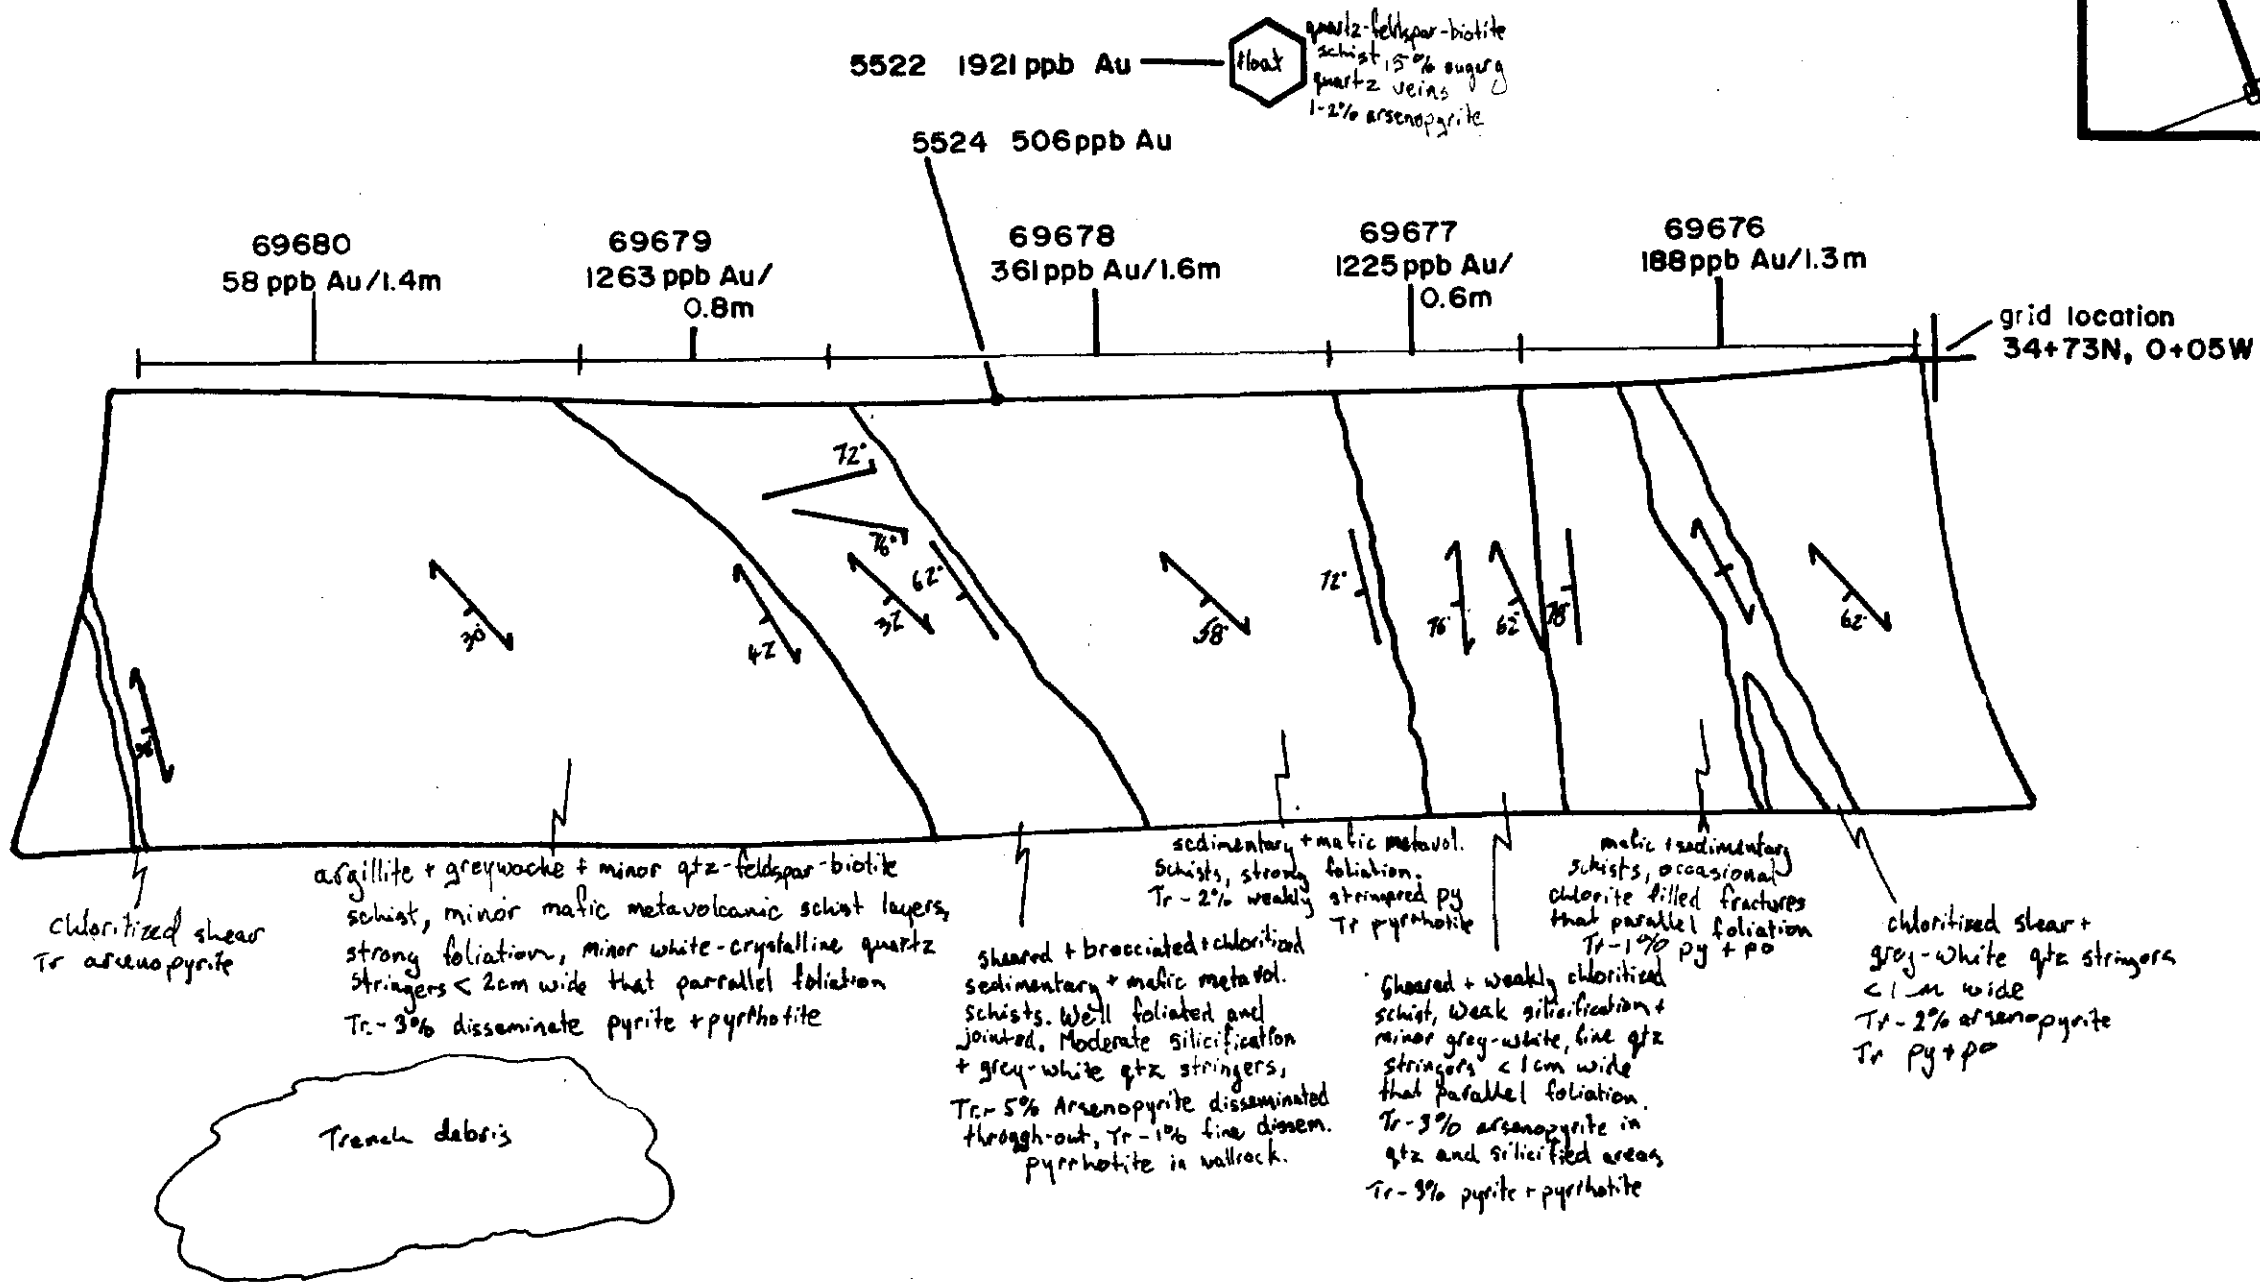 5522 1921 ppb Au
float
quartz-feldspar-biotite
schist, 5% sugary
quartz veins
1-2% arsenopyrite
5524 506 ppb Au
69680
58 ppb Au/1.4m
69679
1263 ppb Au/
0.8m
69678
361 ppb Au/1.6m
69677
1225 ppb Au/
0.6m
69676
188 ppb Au/1.3m
grid location
34+73N, 0+05W
72°
76°
62°
30°
42
32
58°
72°
76°
62°
78°
62°
chloritized shear
Tr arsenopyrite
argillite + greywacke + minor qtz-feldspar-biotite
schist, minor mafic metavolcanic schist layers,
strong foliation, minor white-crystalline quartz
stringers < 2cm wide that parrallel foliation
Tr.- 3% disseminate pyrite + pyrrhotite
sheared + brecciated + chloritized
sedimentary + mafic metavol.
schists. Well foliated and
jointed. Moderate silicification
+ grey-white qtz stringers,
Tr.- 5% Arsenopyrite disseminated
through-out, Tr - 1% fine dissem.
pyrrhotite in wallrock.
sedimentary + mafic metavol.
schists, strong foliation.
Tr - 2% weakly stringered py
Tr pyrrhotite
sheared + weakly chloritized
schist, weak silicification +
minor grey-white, fine qtz
stringers < 1cm wide
that parallel foliation.
Tr - 3% arsenopyrite in
qtz and silicified areas
Tr - 3% pyrite + pyrrhotite
mafic + sedimentary
schists, occasional
chlorite filled fractures
that parallel foliation
Tr - 1% py + po
chloritized shear +
grey-white qtz stringers
wide
Tr - 2% arsenopyrite
Tr py + po
Trench debris